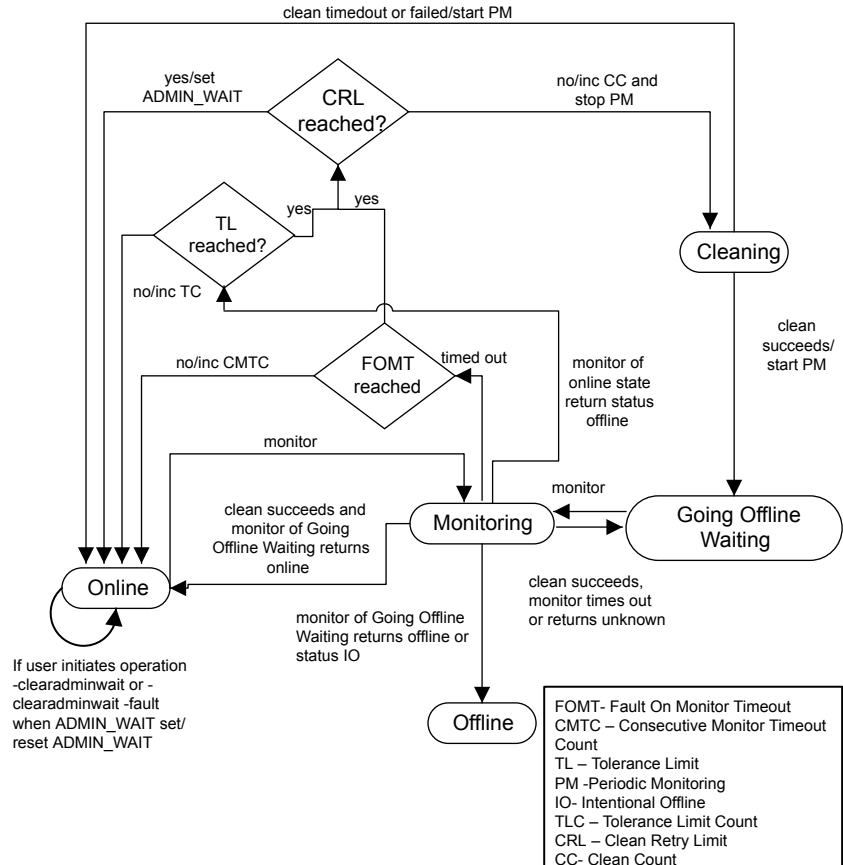 clean timedout or failed/start PM
yes/set
ADMIN_WAIT
CRL
reached?
no/inc CC and
stop PM
yes
yes
TL
reached?
Cleaning
no/inc TC
clean
succeeds/
start PM
no/inc CMTC
FOMT
reached
timed out
monitor of
online state
return status
offline
monitor
monitor
clean succeeds and
monitor of Going
Offline Waiting returns
online
Monitoring
Going Offline
Waiting
Online
clean succeeds,
monitor times out
or returns unknown
monitor of Going Offline
Waiting returns offline or
status IO
If user initiates operation
-clearadminwait or -
clearadminwait -fault
when ADMIN_WAIT set/
reset ADMIN_WAIT
Offline
FOMT- Fault On Monitor Timeout
CMTC – Consecutive Monitor Timeout
Count
TL – Tolerance Limit
PM -Periodic Monitoring
IO- Intentional Offline
TLC – Tolerance Limit Count
CRL – Clean Retry Limit
CC- Clean Count